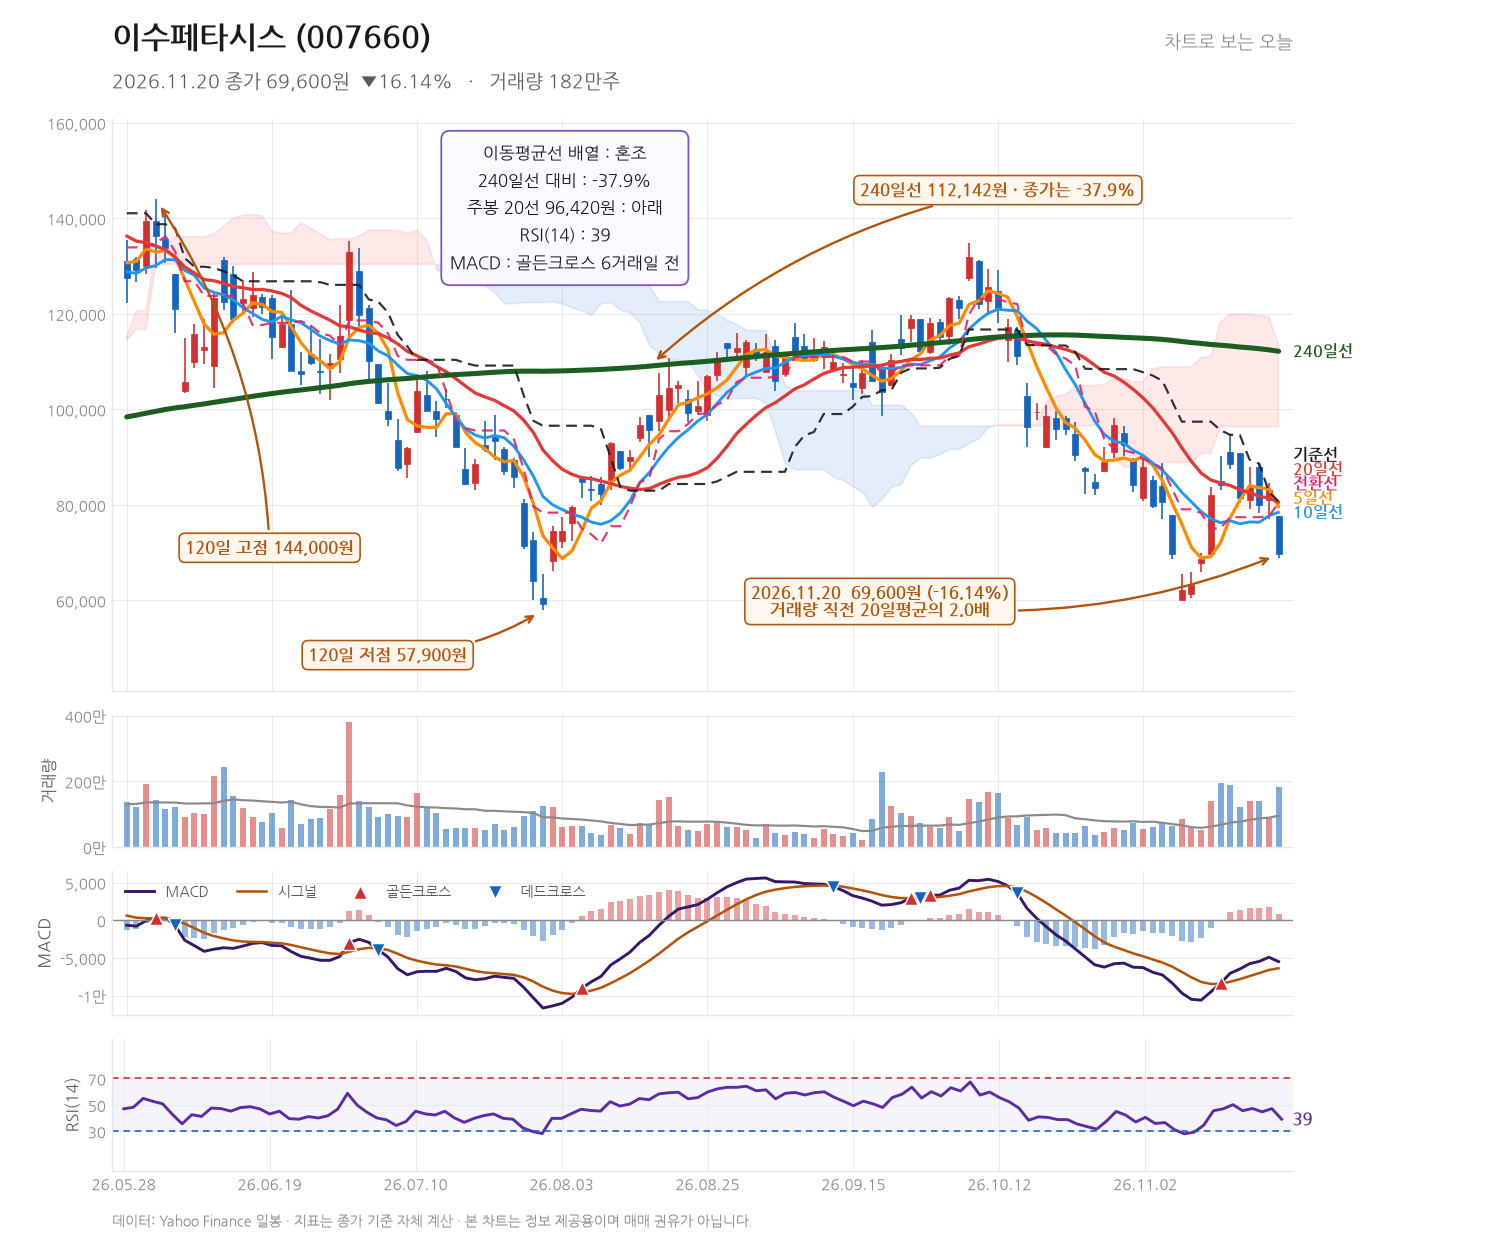 이수페타시스 (007660)
차트로 보는 오늘
2026.11.20 종가 69,600원 ▼16.14% · 거래량 182만주
160,000
140,000
120,000
100,000
80,000
60,000
이동평균선 배열 : 혼조
240일선 대비 : -37.9%
주봉 20선 96,420원 : 아래
RSI(14) : 39
MACD : 골든크로스 6거래일 전
240일선 112,142원 · 종가는 -37.9%
240일선
기준선
20일선
전환선
5일선
10일선
120일 고점 144,000원
2026.11.20 69,600원 (-16.14%)
거래량 직전 20일평균의 2.0배
120일 저점 57,900원
거래량
400만
200만
0만
MACD
5,000
0
-5,000
-1만
MACD
시그널
골든크로스
데드크로스
RSI(14)
70
50
30
39
26.05.28
26.06.19
26.07.10
26.08.03
26.08.25
26.09.15
26.10.12
26.11.02
데이터: Yahoo Finance 일봉 · 지표는 종가 기준 자체 계산 · 본 차트는 정보 제공용이며 매매 권유가 아닙니다.